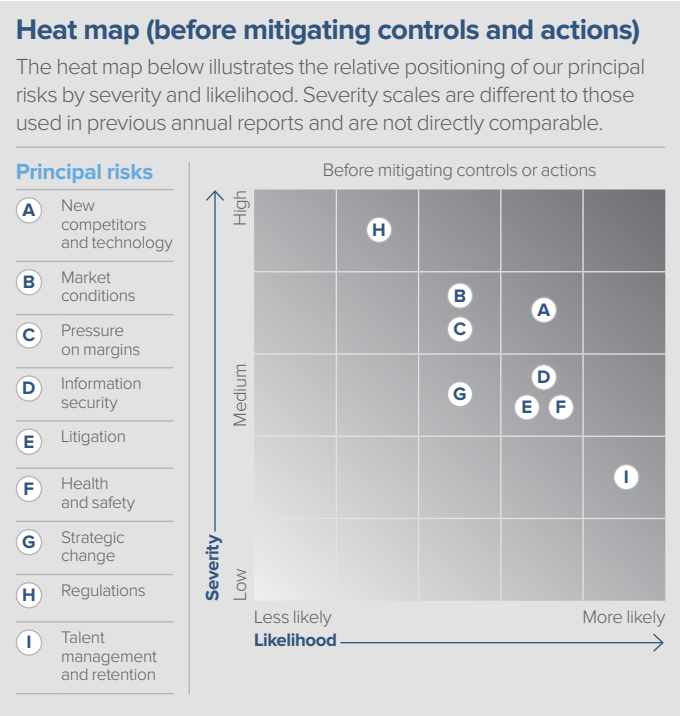 Heat map (before mitigating controls and actions)
The heat map below illustrates the relative positioning of our principal
risks by severity and likelihood. Severity scales are different to those
used in previous annual reports and are not directly comparable.
Principal risks
A
New
competitors
and technology
B
Market
conditions
C
Pressure
on margins
D
Information
security
E
Litigation
F
Health
and safety
G
Strategic
change
H
Regulations
I
Talent
management
and retention
Before mitigating controls or actions
High
Medium
Low
Severity
H
B
A
C
D
G
E
F
I
Less likely
More likely
Likelihood